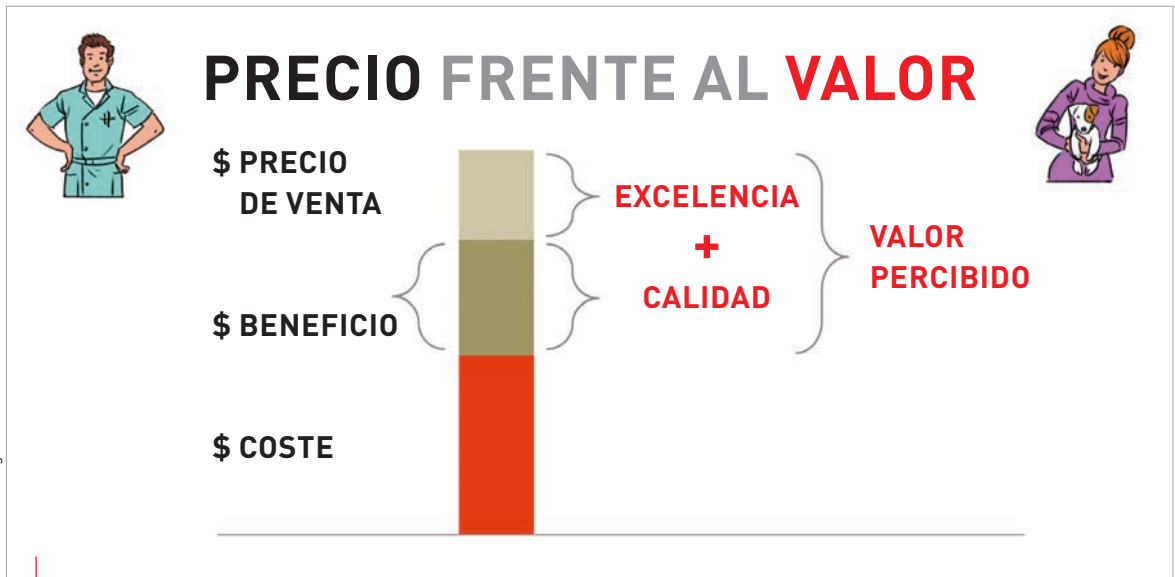 PRECIO FRENTE AL VALOR
$ PRECIO
DE VENTA
EXCELENCIA
+
CALIDAD
VALOR
PERCIBIDO
$ BENEFICIO
$ COSTE